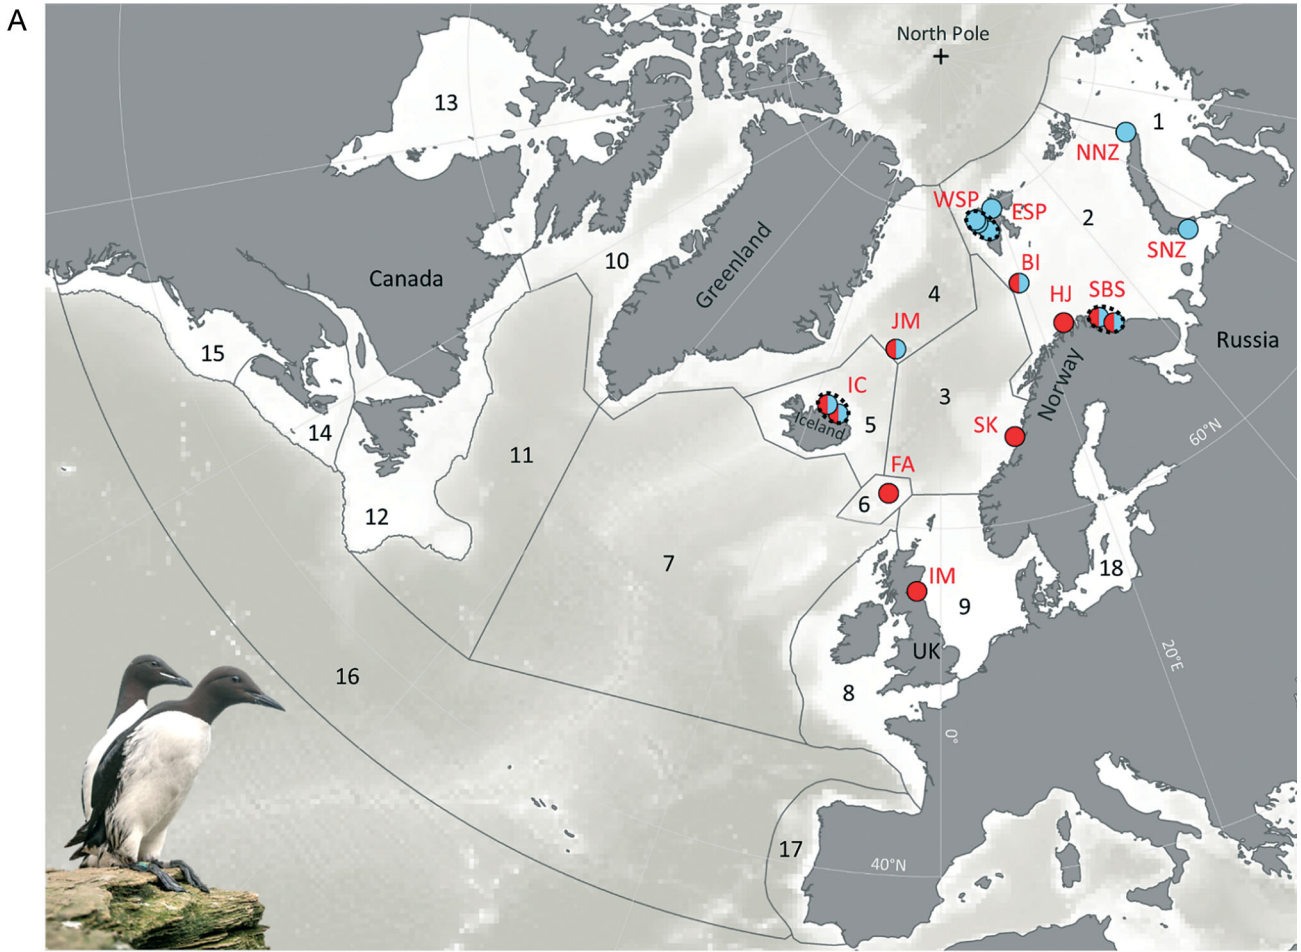 A
North Pole
13
1
NNZ
WSP
ESP
2
SNZ
10
Canada
Greenland
BI
4
HJ
SBS
JM
Russia
15
IC
3
Norway
Iceland
5
14
SK
60°N
11
FA
6
12
7
18
IM
9
UK
20°E
16
8
0°
17
40°N